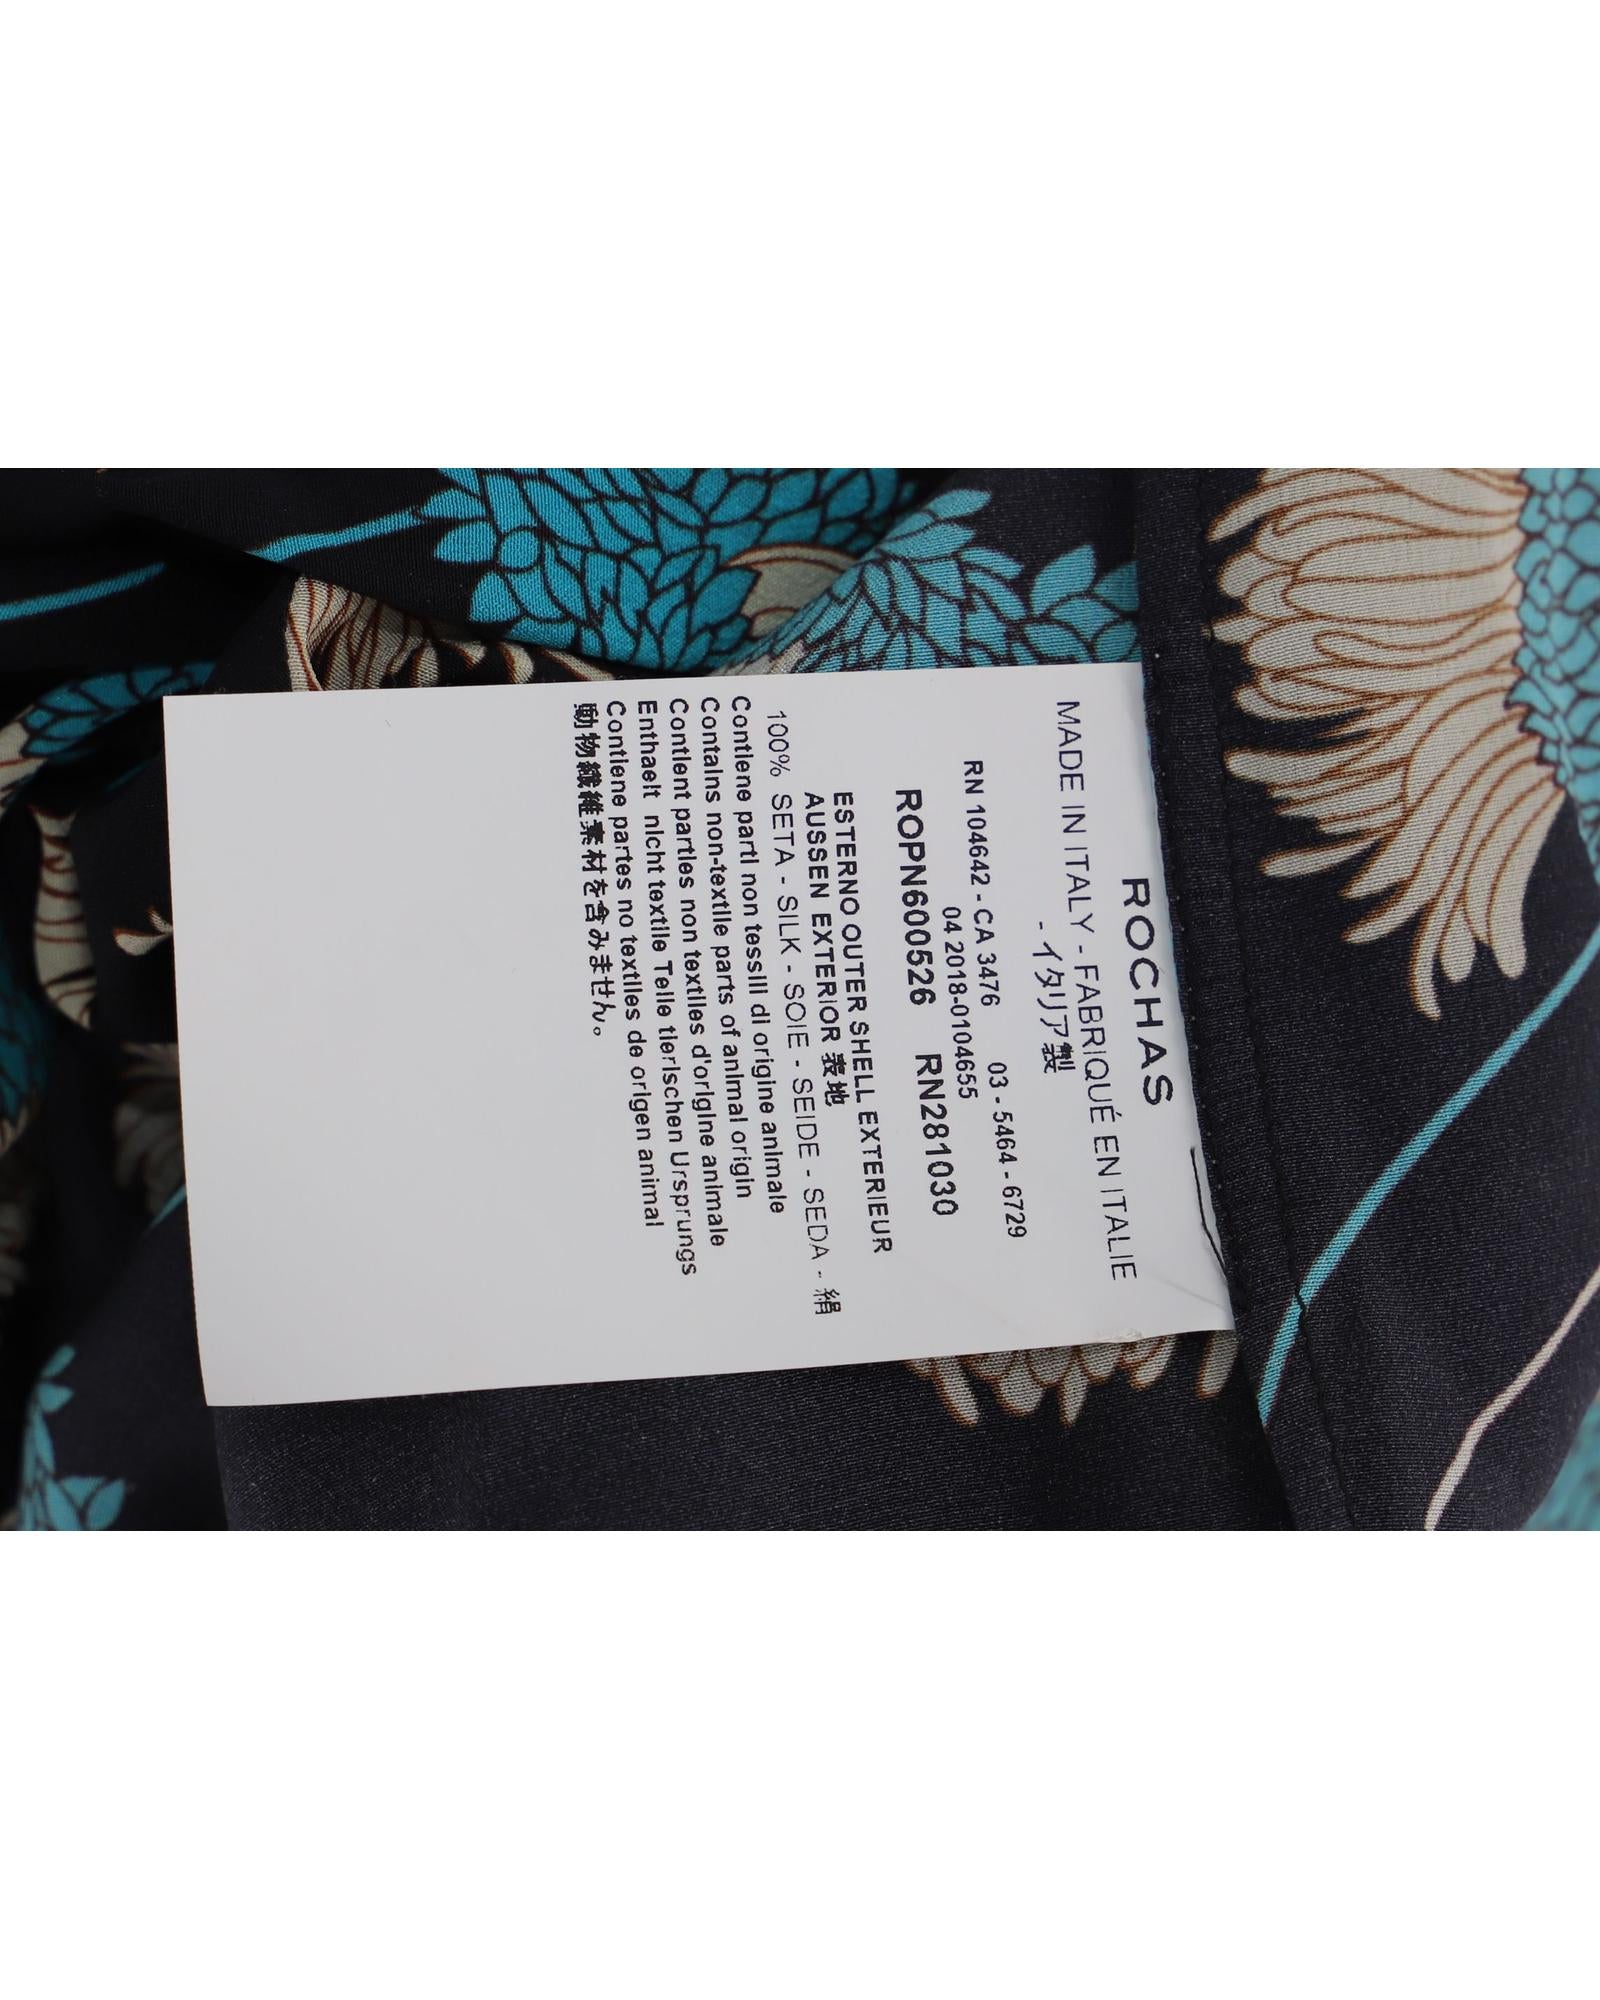 ROCHAS
MADE IN ITALY - FABRIQUÉ EN ITALIE
- イタリア製
RN 104642 - CA 3476 03 - 5464 - 6729
04 2018-0104655
ROPN600526 RN281030
ESTERNO OUTER SHELL EXTERIEUR
AUSSEN EXTERIOR 表地
100% SETA - SILK - SOIE - SEIDE - SEDA - 絹
Contiene parti non tessili di origine animale
Contains non-textile parts of animal origin
Contient parties non textiles d'origine animale
Enthaelt nicht textile Teile tierischen Ursprungs
Contiene partes no textiles de origen animal
動物繊維素材を含みません。